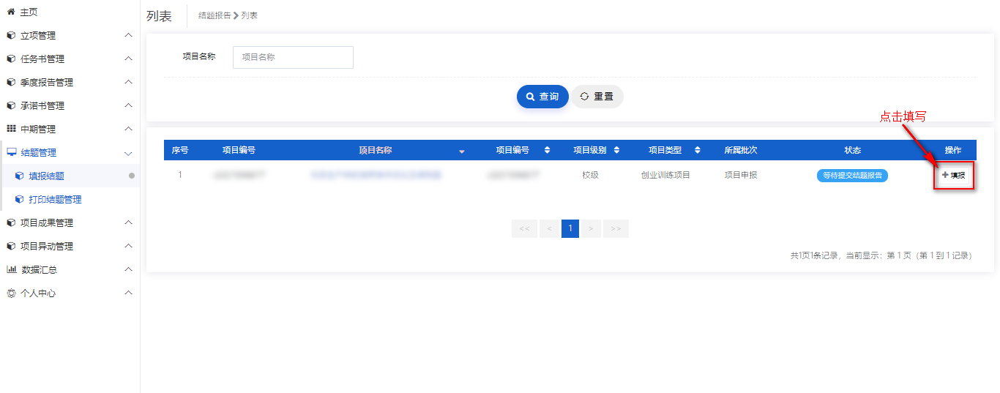 主页
立项管理
任务书管理
季度报告管理
承诺书管理
中期管理
结题管理
填报结题
打印结题管理
项目成果管理
项目异动管理
数据汇总
个人中心
列表 结题报告 列表
项目名称 项目名称
查询 重置
点击填写
序号 项目编号 项目名称 项目编号 项目级别 项目类型 所属批次 状态 操作
1 校级 创业训练项目 项目申报 等待提交结题报告 填报
<< < 1 > >>
共1页1条记录，当前显示：第 1 页（第 1 到 1 记录）